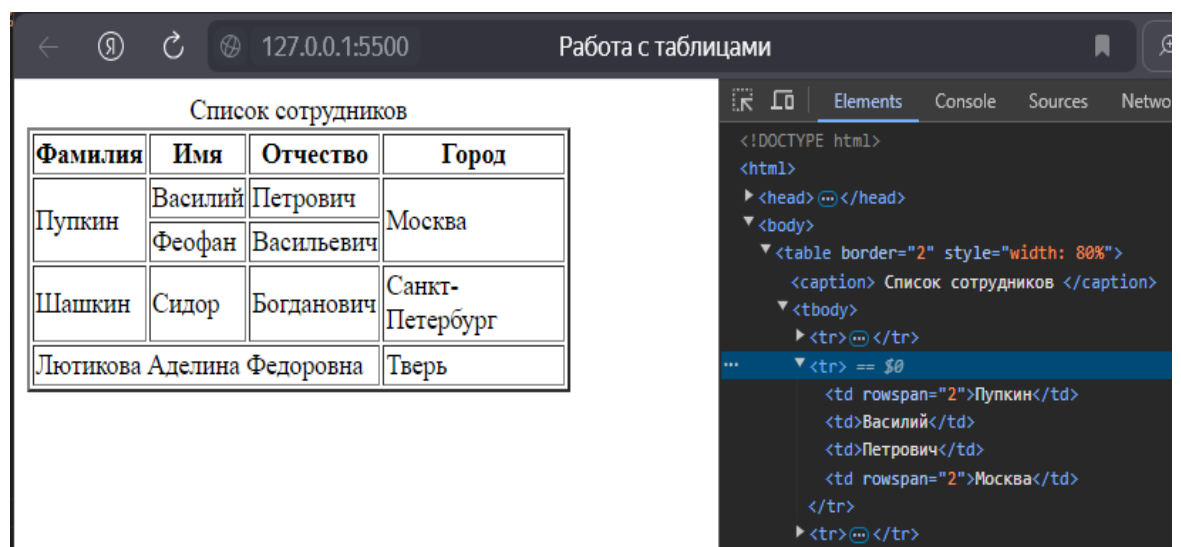 Я 127.0.0.1:5500 Работа с таблицами
Список сотрудников
Фамилия Имя Отчество Город
Пупкин Василий Петрович Москва
Феофан Васильевич
Шашкин Сидор Богданович Санкт-
Петербург
Лютикова Аделина Федоровна Тверь
Elements Console Sources Netwo
<!DOCTYPE html>
<html>
<head>…</head>
<body>
<table border="2" style="width: 80%">
<caption> Список сотрудников </caption>
<tbody>
<tr>…</tr>
… <tr> == $0
<td rowspan="2">Пупкин</td>
<td>Василий</td>
<td>Петрович</td>
<td rowspan="2">Москва</td>
</tr>
<tr>…</tr>